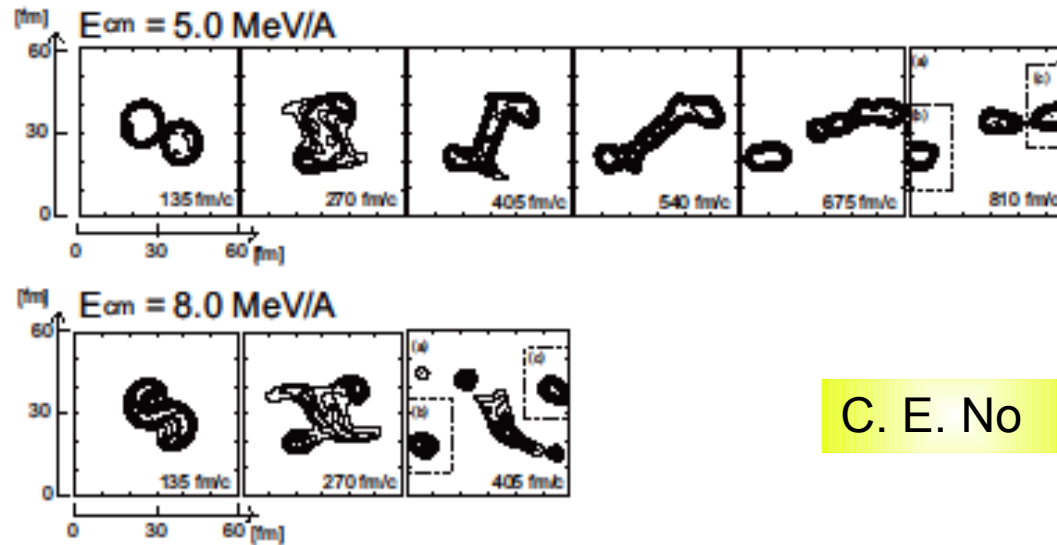 [fm]
Ecm = 5.0 MeV/A
60
30
0
135 fm/c
270 fm/c
405 fm/c
540 fm/c
675 fm/c
(a)
(b)
(c)
810 fm/c
0 30 60 [fm]
[fm]
Ecm = 8.0 MeV/A
60
30
0
135 fm/c
270 fm/c
(a)
(b)
(c)
405 fm/c
0 30 60 [fm]
C. E. No